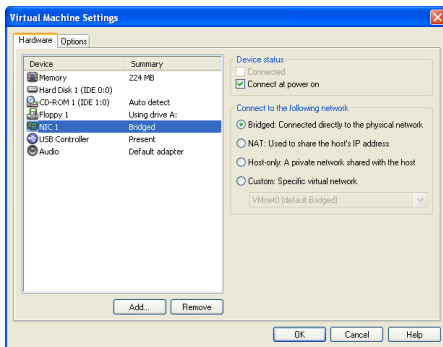 Virtual Machine Settings
Hardware Options
Device Summary
Memory 224 MB
Hard Disk 1 (IDE 0:0)
CD-ROM 1 (IDE 1:0) Auto detect
Floppy 1 Using drive A:
NIC 1 Bridged
USB Controller Present
Audio Default adapter
Add... Remove
Device status
Connected
Connect at power on
Connect to the following network
Bridged: Connected directly to the physical network
NAT: Used to share the host's IP address
Host-only: A private network shared with the host
Custom: Specific virtual network
VMnet0 (default Bridged)
OK Cancel Help